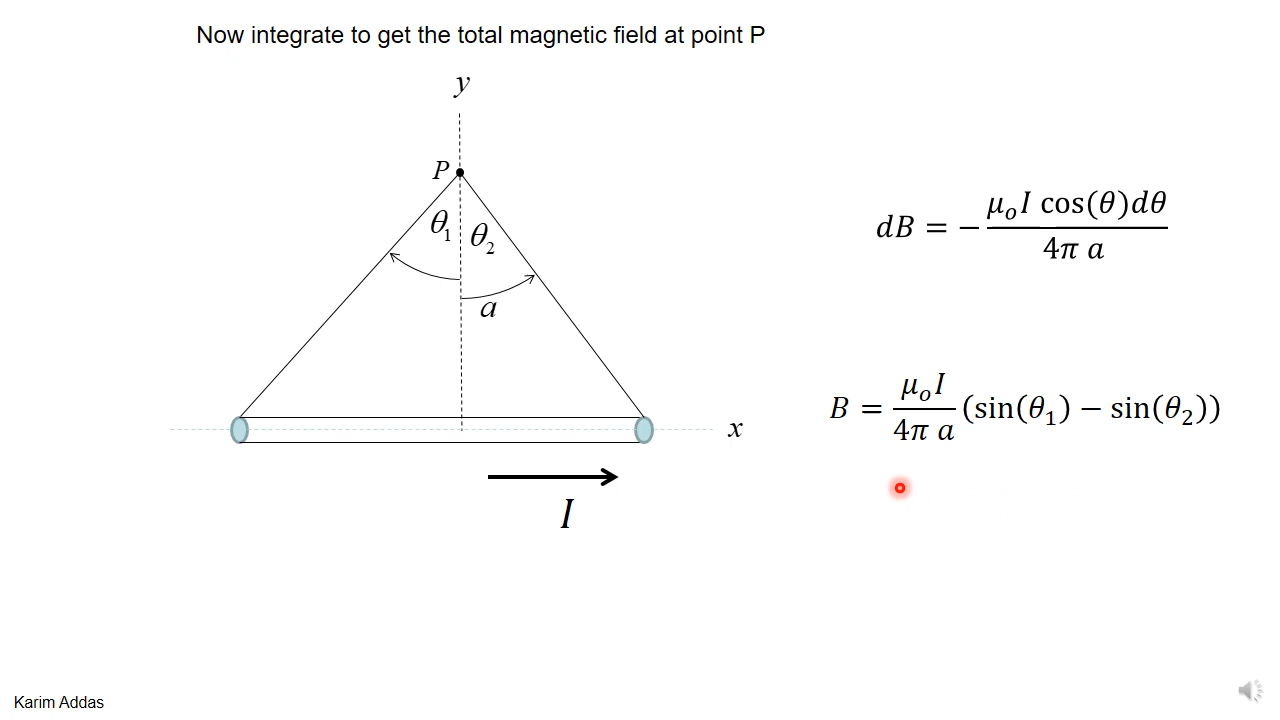 Now integrate to get the total magnetic field at point P
y
P
θ₁
θ₂
a
dB = −μₒI cos(θ)dθ / 4π a
B = μₒI / 4π a (sin(θ₁) − sin(θ₂))
x
I
Karim Addas